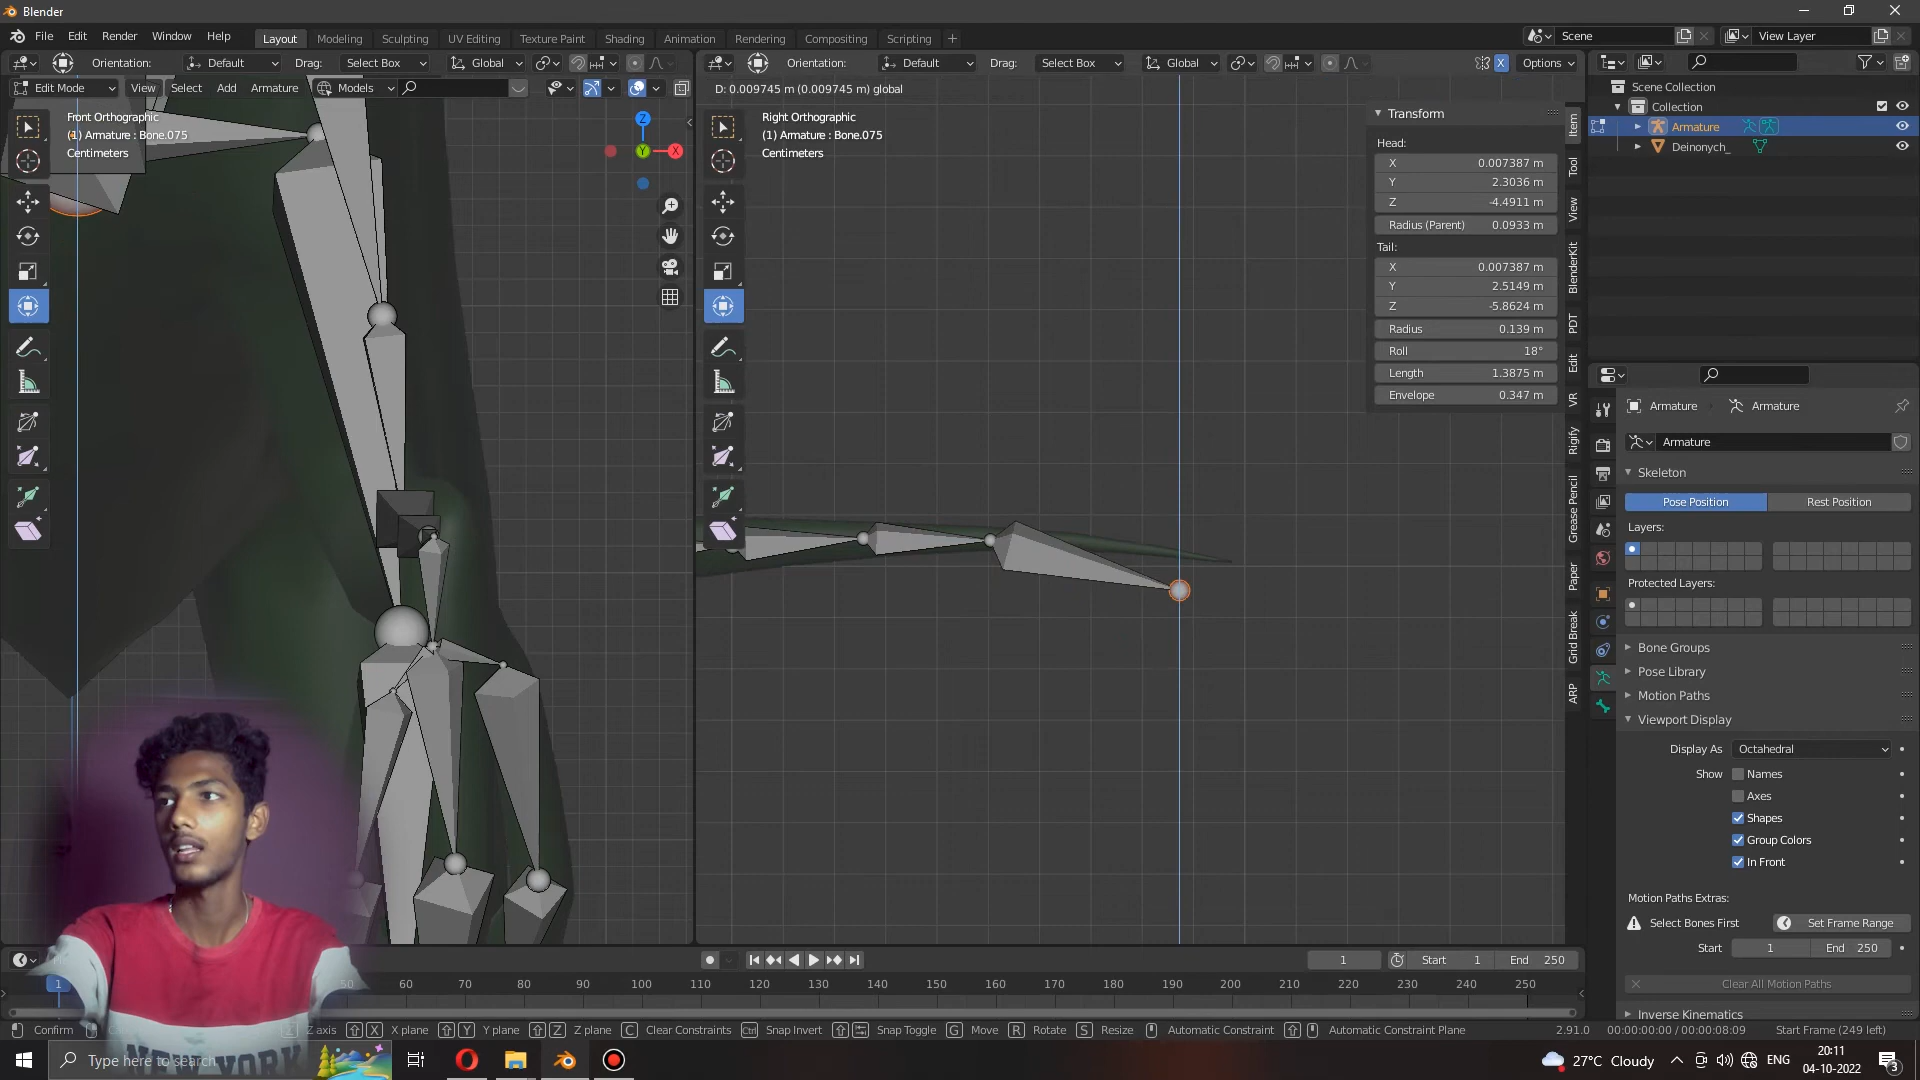 Blender
File Edit Render Window Help
Layout Modeling Sculpting UV Editing Texture Paint Shading Animation Rendering Compositing Scripting +
Scene
View Layer
Orientation: Default Drag: Select Box Global
Orientation: Default Drag: Select Box Global X Options
Edit Mode View Select Add Armature Models
D: 0.009745 m (0.009745 m) global
Front Orthographic
(1) Armature : Bone.075
Centimeters
Z
Y
X
Right Orthographic
(1) Armature : Bone.075
Centimeters
Transform
Head:
X 0.007387 m
Y 2.3036 m
Z -4.4911 m
Radius (Parent) 0.0933 m
Tail:
X 0.007387 m
Y 2.5149 m
Z -5.8624 m
Radius 0.139 m
Roll 18°
Length 1.3875 m
Envelope 0.347 m
Item
Tool
View
BlenderKit
PDT
Edit
VR
Rigify
Grease Pencil
Paper
Grid Break
ARP
Scene Collection
Collection
Armature
Deinonych_
Armature Armature
Armature
Skeleton
Pose Position Rest Position
Layers:
Protected Layers:
Bone Groups
Pose Library
Motion Paths
Viewport Display
Display As Octahedral
Show Names
Axes
Shapes
Group Colors
In Front
Motion Paths Extras:
Select Bones First Set Frame Range
Start 1 End 250
Clear All Motion Paths
Inverse Kinematics
1 Start 1 End 250
1 50 60 70 80 90 100 110 120 130 140 150 160 170 180 190 200 210 220 230 240 250
Confirm Z axis X X plane Y Y plane Z Z plane C Clear Constraints Ctrl Snap Invert Snap Toggle G Move R Rotate S Resize Automatic Constraint Automatic Constraint Plane 2.91.0 00:00:00:00 / 00:00:08:09 Start Frame (249 left)
Type here to search
27°C Cloudy ENG
20:11
04-10-2022
3
NEW YORK